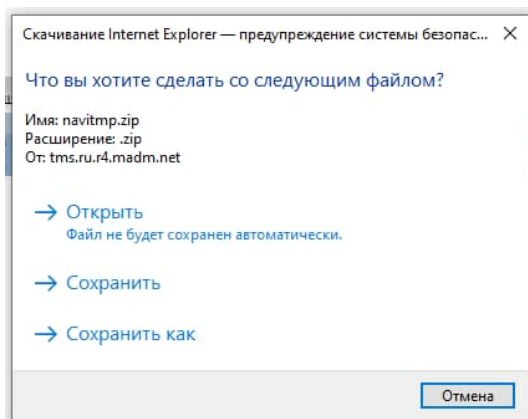 Скачивание Internet Explorer — предупреждение системы безопас...
Что вы хотите сделать со следующим файлом?
Имя: navitmp.zip
Расширение: .zip
От: tms.ru.r4.madm.net
Открыть
Файл не будет сохранен автоматически.
Сохранить
Сохранить как
Отмена